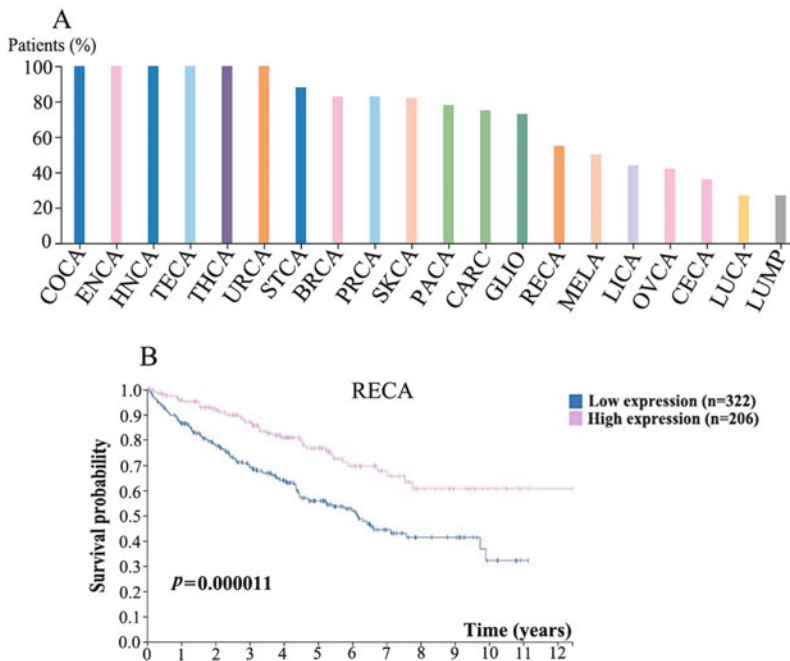 A
Patients (%)
100
80
60
40
20
0
COCA
ENCA
HNCA
TECA
THCA
URCA
STCA
BRCA
PRCA
SKCA
PACA
CARC
GLIO
RECA
MELA
LICA
OVCA
CECA
LUCA
LUMP
B
RECA
Low expression (n=322)
High expression (n=206)
Survival probability
1.0
0.9
0.8
0.7
0.6
0.5
0.4
0.3
0.2
0.1
0.0
p=0.000011
Time (years)
0 1 2 3 4 5 6 7 8 9 10 11 12